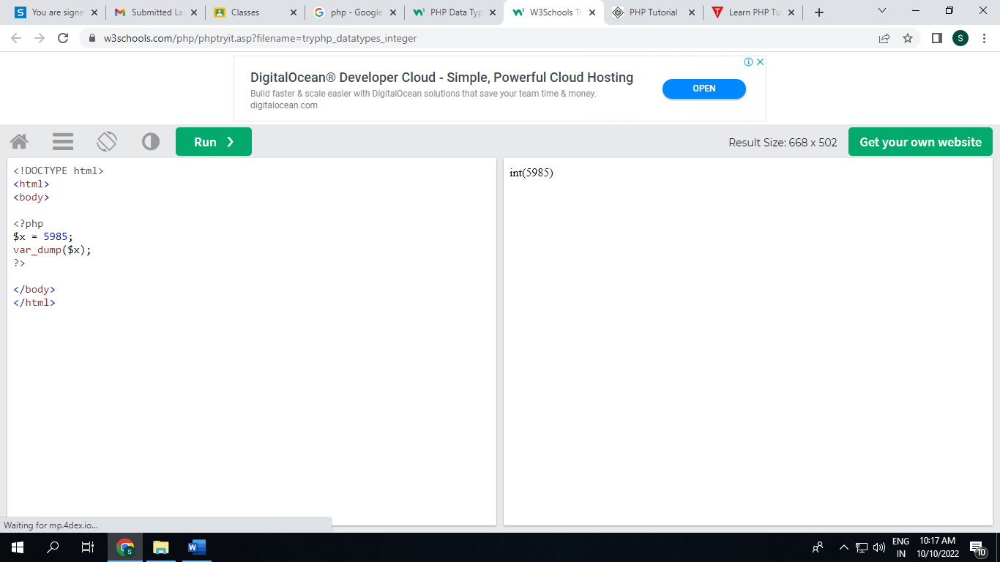 You are signe
Submitted La
Classes
php - Google
PHP Data Typ
W3Schools Tr
PHP Tutorial
Learn PHP Tu
w3schools.com/php/phptryit.asp?filename=tryphp_datatypes_integer
S
DigitalOcean® Developer Cloud - Simple, Powerful Cloud Hosting
Build faster & scale easier with DigitalOcean solutions that save your team time & money.
digitalocean.com
OPEN
Run ❯
Result Size: 668 x 502
Get your own website
<!DOCTYPE html>
<html>
<body>
<?php
$x = 5985;
var_dump($x);
?>
</body>
</html>
int(5985)
Waiting for mp.4dex.io...
ENG
IN
10:17 AM
10/10/2022
10